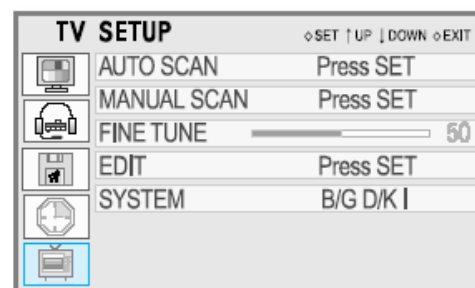 TV SETUP ◇SET ↑UP ↓DOWN ◇EXIT
AUTO SCAN Press SET
MANUAL SCAN Press SET
FINE TUNE 50
EDIT Press SET
SYSTEM B/G D/K I